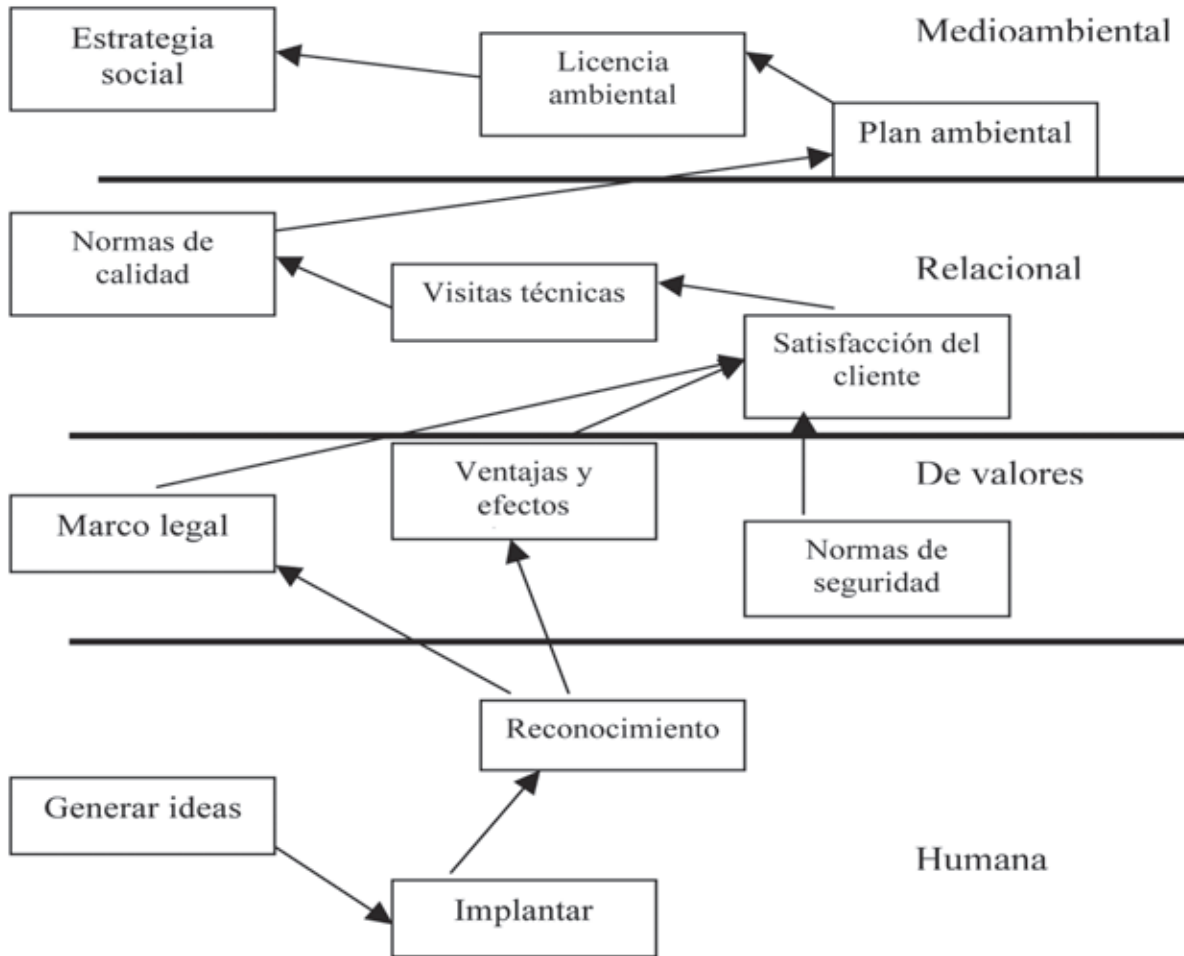 Estrategia
social
Licencia
ambiental
Medioambiental
Plan ambiental
Normas de
calidad
Visitas técnicas
Relacional
Satisfacción del
cliente
Marco legal
Ventajas y
efectos
De valores
Normas de
seguridad
Reconocimiento
Generar ideas
Humana
Implantar